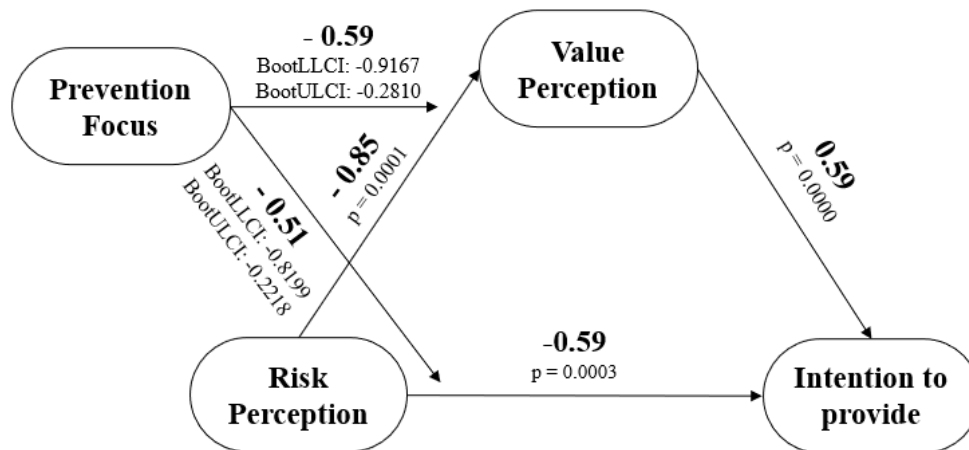 - 0.59
BootLLCI: -0.9167
BootULCI: -0.2810
Prevention
Focus
Value
Perception
- 0.85
p = 0.0001
0.59
p = 0.0000
- 0.51
BootLLCI: -0.8199
BootULCI: -0.2218
-0.59
p = 0.0003
Risk
Perception
Intention to
provide